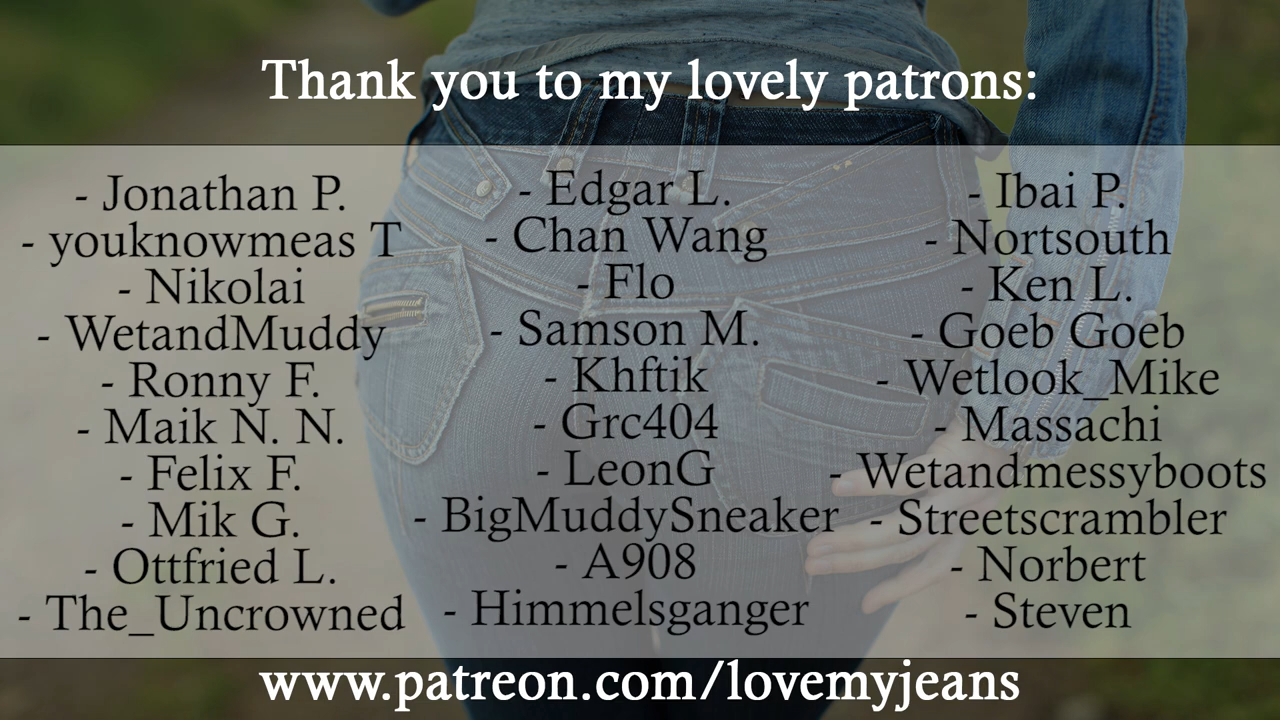 Thank you to my lovely patrons:
- Jonathan P.
- youknowmeas T
- Nikolai
- WetandMuddy
- Ronny F.
- Maik N. N.
- Felix F.
- Mik G.
- Ottfried L.
- The_Uncrowned
- Edgar L.
- Chan Wang
- Flo
- Samson M.
- Khftik
- Grc404
- LeonG
- BigMuddySneaker
- A908
- Himmelsganger
- Ibai P.
- Nortsouth
- Ken L.
- Goeb Goeb
- Wetlook_Mike
- Massachi
- Wetandmessyboots
- Streetscrambler
- Norbert
- Steven
www.patreon.com/lovemyjeans